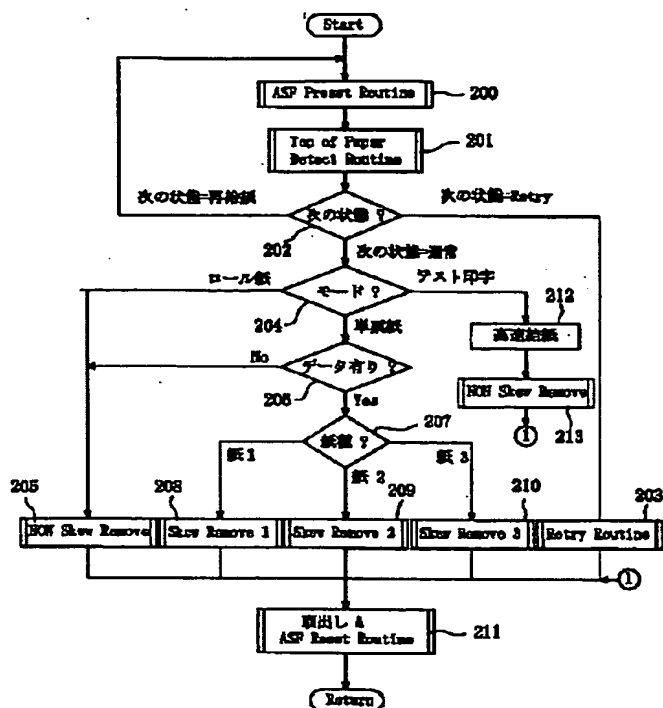 Start
ASF Preset Routine
200
Top of Paper
Detect Routine
201
次の状態=再給紙
次の状態?
次の状態=Retry
202
次の状態=通常
ロール紙
モード?
テスト印字
204
単票紙
212
高速給紙
No
データ有り?
206
Yes
NON Skew Remove
213
①
207
紙種?
紙1
紙2
紙3
205
208
209
210
203
NON Skew Remove
Skew Remove 1
Skew Remove 2
Skew Remove 3
Retry Routine
①
頭出し &
ASF Reset Routine
211
Return